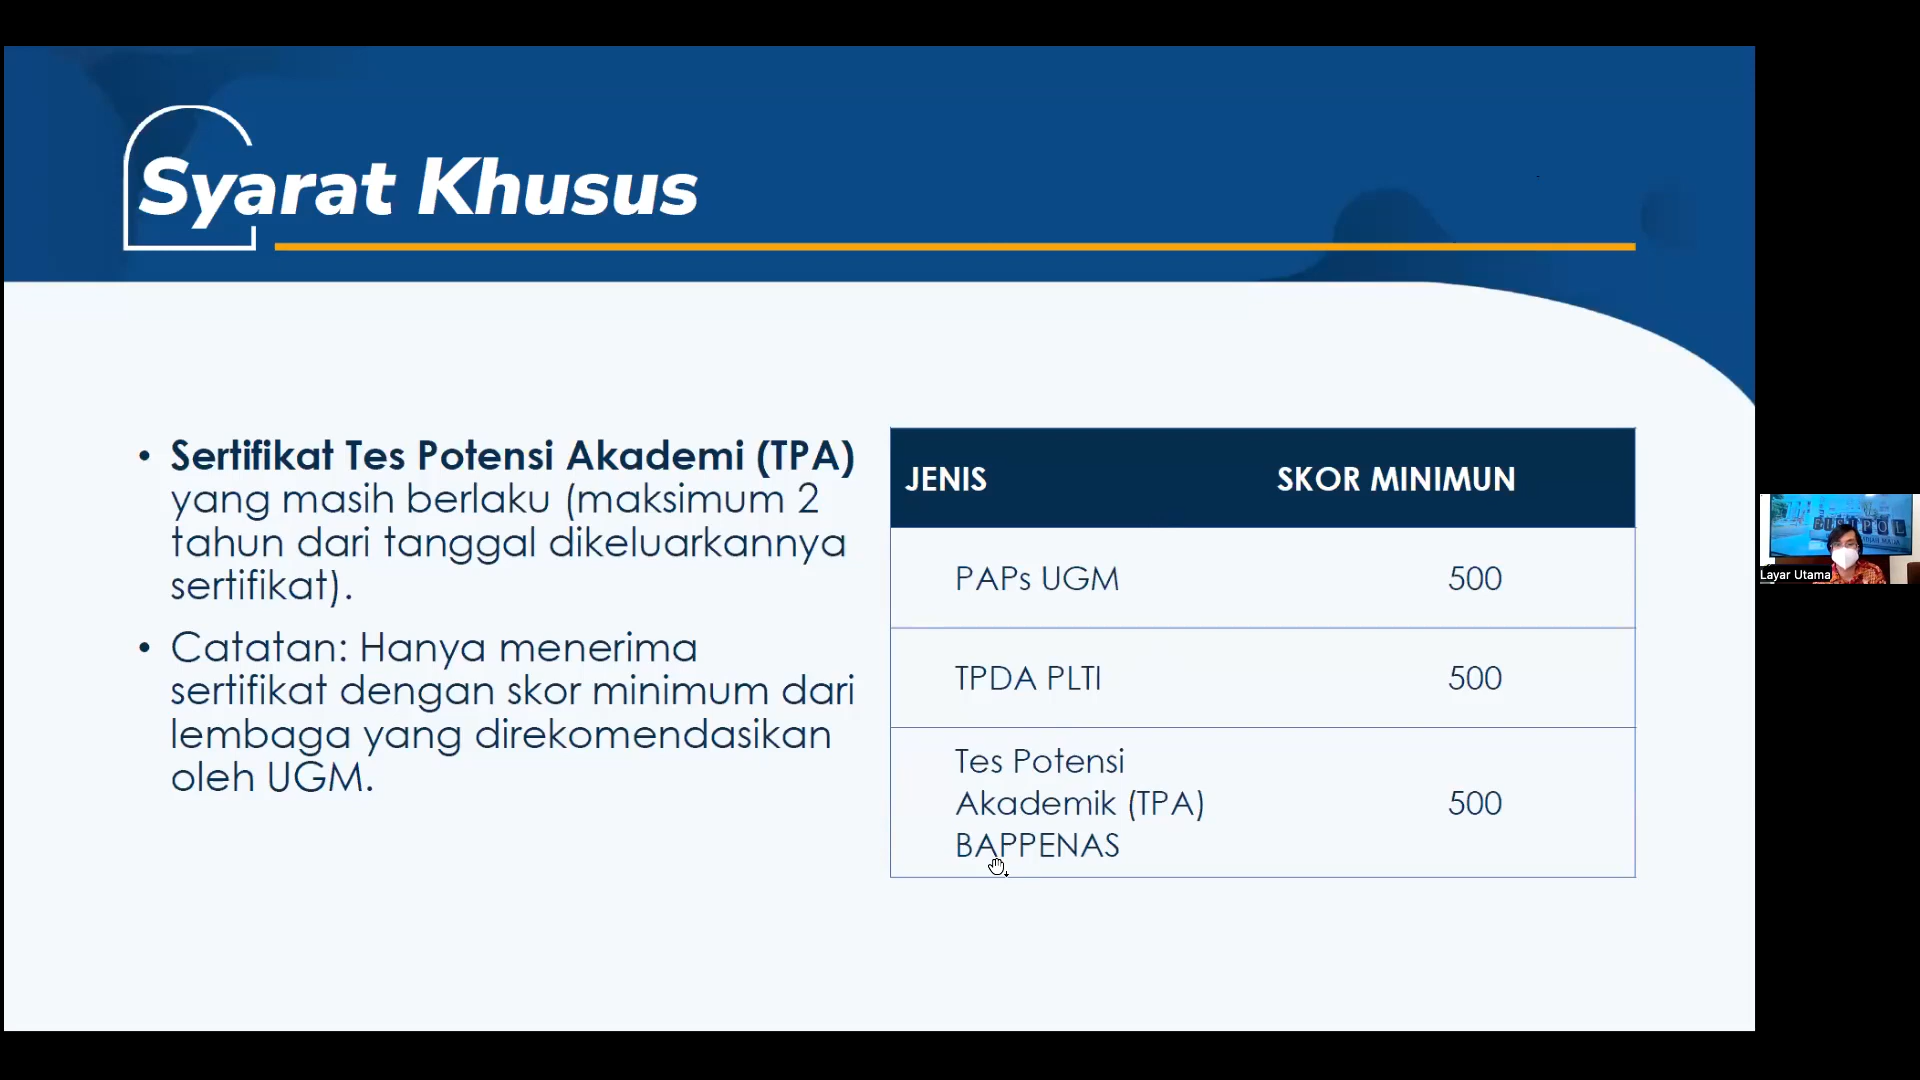 Syarat Khusus
• Sertifikat Tes Potensi Akademi (TPA)
yang masih berlaku (maksimum 2
tahun dari tanggal dikeluarkannya
sertifikat).
• Catatan: Hanya menerima
sertifikat dengan skor minimum dari
lembaga yang direkomendasikan
oleh UGM.
JENIS SKOR MINIMUN
PAPs UGM 500
TPDA PLTI 500
Tes Potensi
Akademik (TPA) 500
BAPPENAS
Layar Utama